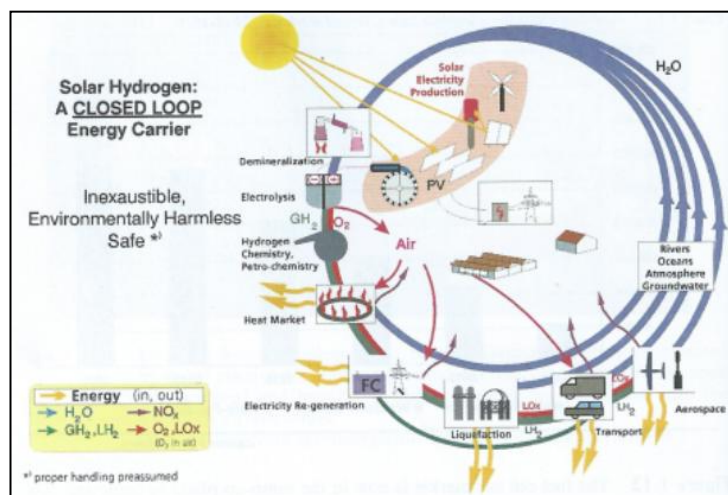 Solar Hydrogen:
A CLOSED LOOP
Energy Carrier
Inexaustible,
Environmentally Harmless
Safe *)
Solar
Electricity
Production
H₂O
Demineralization
PV
Electrolysis
GH₂
O₂
Hydrogen
Chemistry,
Petro-chemistry)
Air
Rivers
Oceans
Atmosphere
Groundwater
Heat Market
FC
Electricity Re-generation
LOx
LH₂
Liquefaction
LOx
LH₂
Transport
Aerospace
Energy (in, out)
H₂O
NOx
GH₂,LH₂
O₂,LOx
(O₂ in air)
*) proper handling preassumed